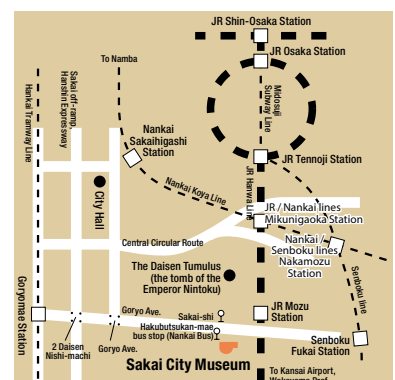 JR Shin-Osaka Station
JR Osaka Station
To Namba
Hankai Tramway Line
Sakai off-ramp,
Hanshin Expressway
Midosuji
Subway Line
Nankai
Sakaihigashi
Station
JR Tennoji Station
City Hall
Nankai Koya Line
JR Hanwa Line
JR / Nankai lines
Mikunigaoka Station
Central Circular Route
Nankai /
Senboku lines
Nakamozu
Station
The Daisen Tumulus
(the tomb of the
Emperor Nintoku)
Senboku line
Goryomae Station
Goryo Ave.
Sakai-shi
Hakubutsukan-mae
bus stop (Nankai Bus)
JR Mozu
Station
2 Daisen
Nishi-machi
Goryo Ave.
Senboku
Fukai Station
Sakai City Museum
To Kansai Airport,
Wakayama Pref.